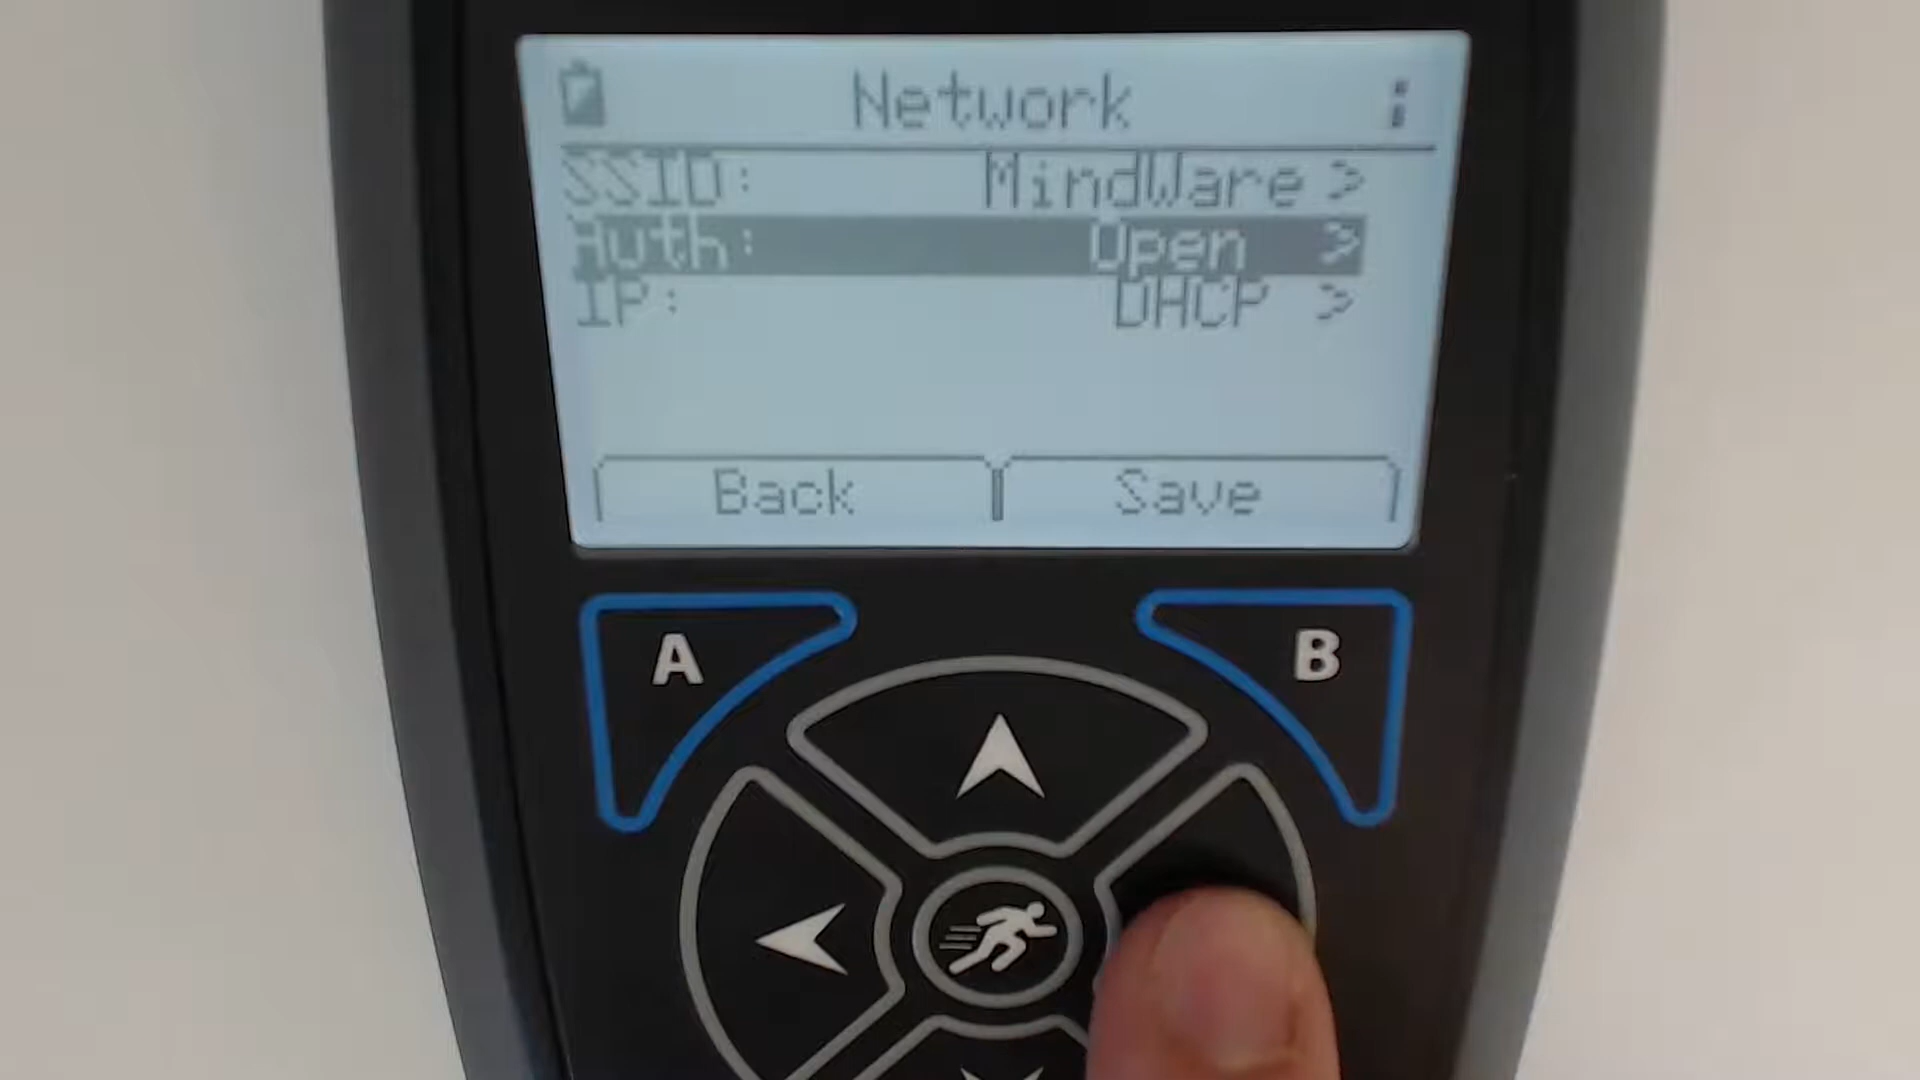 Network
SSID: MindWare >
Auth: Open >
IP: DHCP >
Back Save
A B